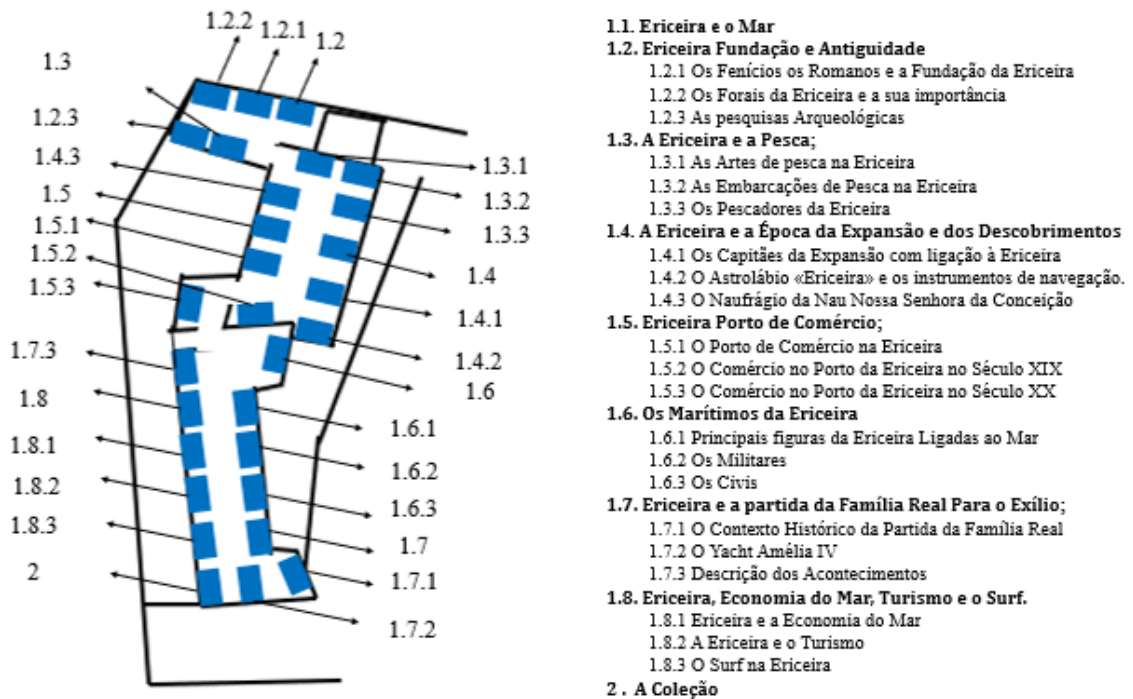 1.2.2
1.2.1
1.2
1.3
1.2.3
1.4.3
1.5
1.5.1
1.5.2
1.5.3
1.7.3
1.8
1.8.1
1.8.2
1.8.3
2
1.3.1
1.3.2
1.3.3
1.4
1.4.1
1.4.2
1.6
1.6.1
1.6.2
1.6.3
1.7
1.7.1
1.7.2
1.1. Ericeira e o Mar
1.2. Ericeira Fundação e Antiguidade
1.2.1 Os Fenícios os Romanos e a Fundação da Ericeira
1.2.2 Os Forais da Ericeira e a sua importância
1.2.3 As pesquisas Arqueológicas
1.3. A Ericeira e a Pesca;
1.3.1 As Artes de pesca na Ericeira
1.3.2 As Embarcações de Pesca na Ericeira
1.3.3 Os Pescadores da Ericeira
1.4. A Ericeira e a Época da Expansão e dos Descobrimentos
1.4.1 Os Capitães da Expansão com ligação à Ericeira
1.4.2 O Astrolábio «Ericeira» e os instrumentos de navegação.
1.4.3 O Naufrágio da Nau Nossa Senhora da Conceição
1.5. Ericeira Porto de Comércio;
1.5.1 O Porto de Comércio na Ericeira
1.5.2 O Comércio no Porto da Ericeira no Século XIX
1.5.3 O Comércio no Porto da Ericeira no Século XX
1.6. Os Marítimos da Ericeira
1.6.1 Principais figuras da Ericeira Ligadas ao Mar
1.6.2 Os Militares
1.6.3 Os Civis
1.7. Ericeira e a partida da Família Real Para o Exílio;
1.7.1 O Contexto Histórico da Partida da Família Real
1.7.2 O Yacht Amélia IV
1.7.3 Descrição dos Acontecimentos
1.8. Ericeira, Economia do Mar, Turismo e o Surf.
1.8.1 Ericeira e a Economia do Mar
1.8.2 A Ericeira e o Turismo
1.8.3 O Surf na Ericeira
2 . A Coleção